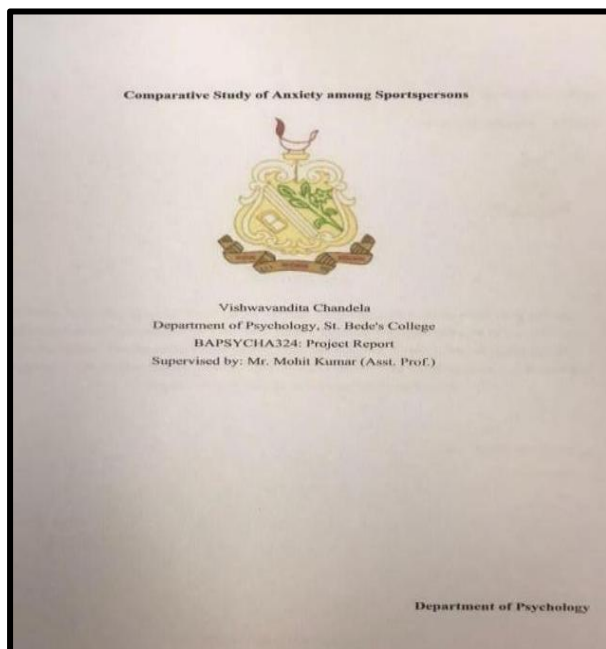 Comparative Study of Anxiety among Sportspersons
Vishwavandita Chandela
Department of Psychology, St. Bede's College
BAPSYCHA324: Project Report
Supervised by: Mr. Mohit Kumar (Asst. Prof.)
Department of Psychology